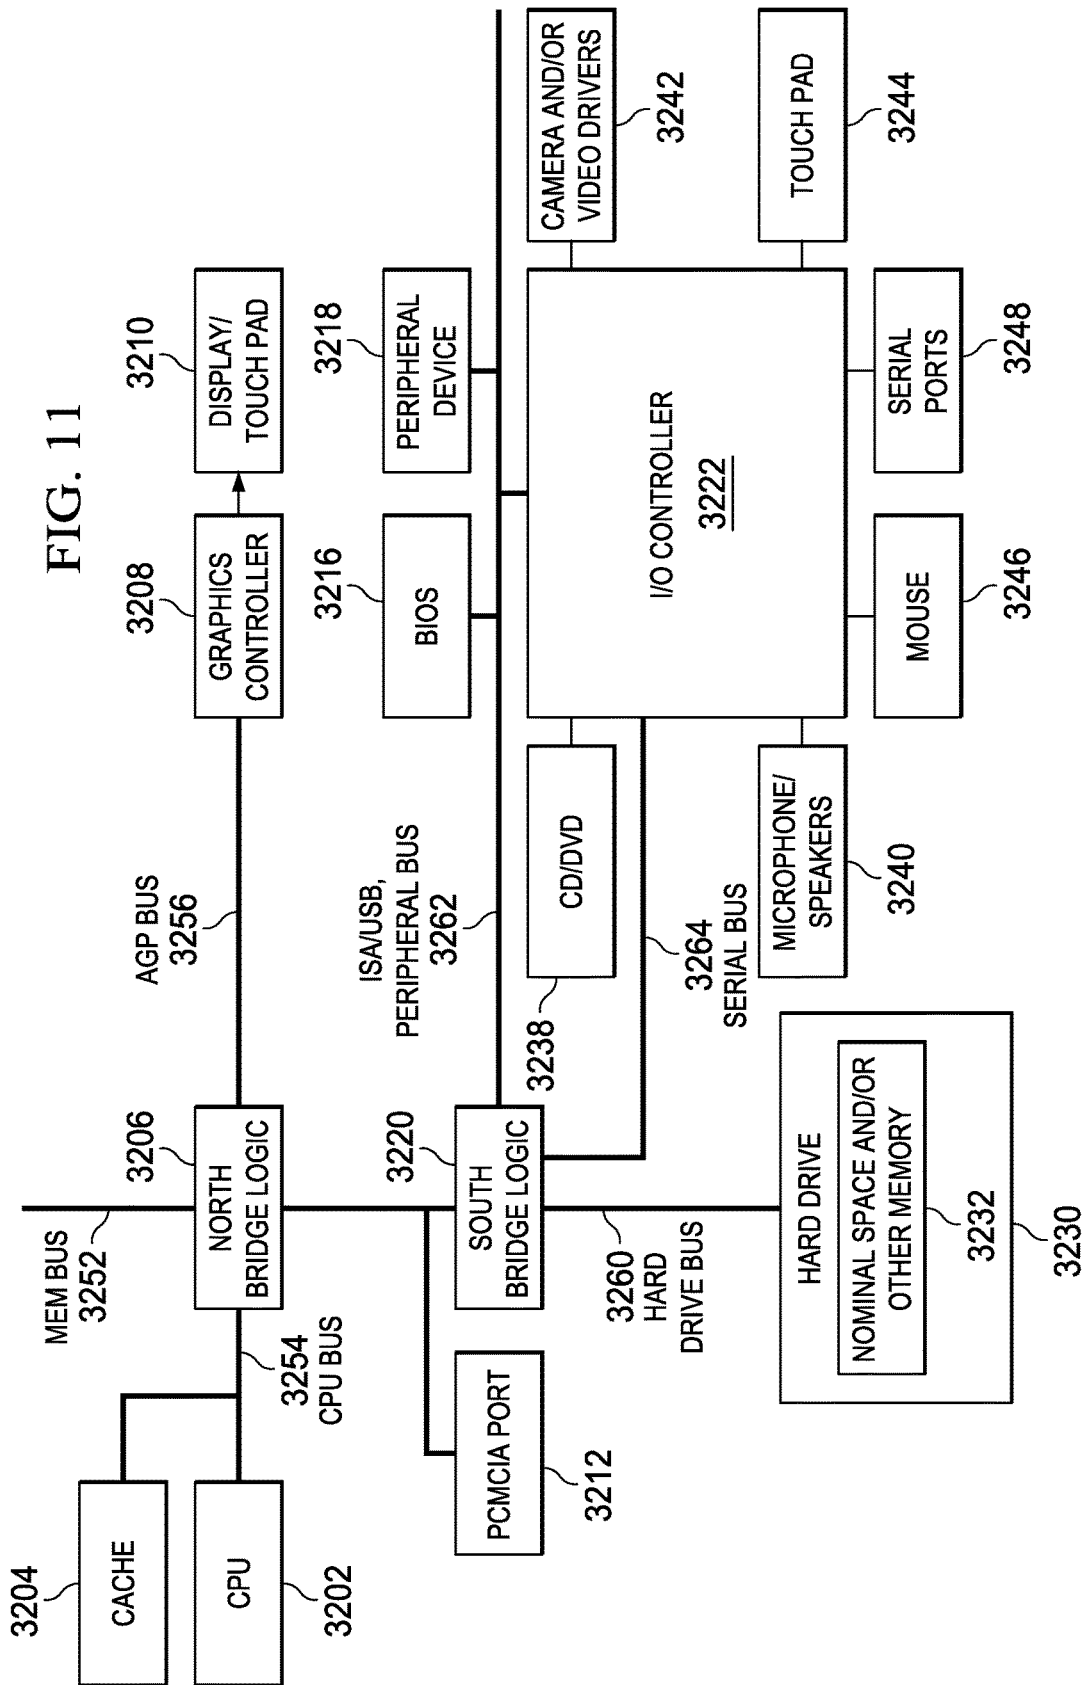 FIG. 11
3204
CACHE
CPU
3202
MEM BUS
3252
3254
CPU BUS
3206
NORTH
BRIDGE LOGIC
AGP BUS
3256
3208
GRAPHICS
CONTROLLER
3210
DISPLAY/
TOUCH PAD
PCMCIA PORT
3212
3220
SOUTH
BRIDGE LOGIC
ISA/USB,
PERIPHERAL BUS
3262
3216
BIOS
3218
PERIPHERAL
DEVICE
3260
HARD
DRIVE BUS
3238
CD/DVD
3264
SERIAL BUS
I/O CONTROLLER
3222
CAMERA AND/OR
VIDEO DRIVERS
3242
HARD DRIVE
NOMINAL SPACE AND/OR
OTHER MEMORY
3232
3230
MICROPHONE/
SPEAKERS
3240
MOUSE
3246
SERIAL
PORTS
3248
TOUCH PAD
3244